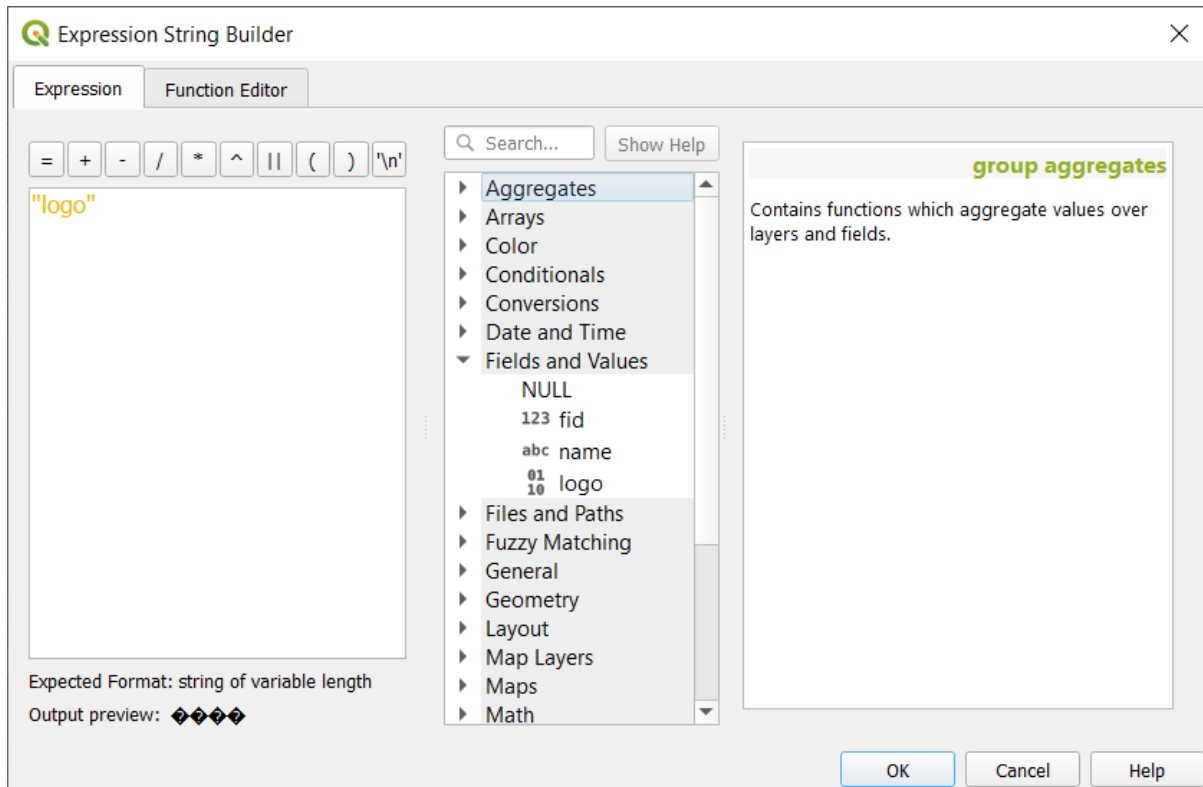 Expression String Builder
Expression
Function Editor
= + - / * ^ || ( ) '\n'
"logo"
Expected Format: string of variable length
Output preview: ����
Search...
Show Help
Aggregates
Arrays
Color
Conditionals
Conversions
Date and Time
Fields and Values
NULL
123 fid
abc name
01
10 logo
Files and Paths
Fuzzy Matching
General
Geometry
Layout
Map Layers
Maps
Math
group aggregates
Contains functions which aggregate values over
layers and fields.
OK
Cancel
Help